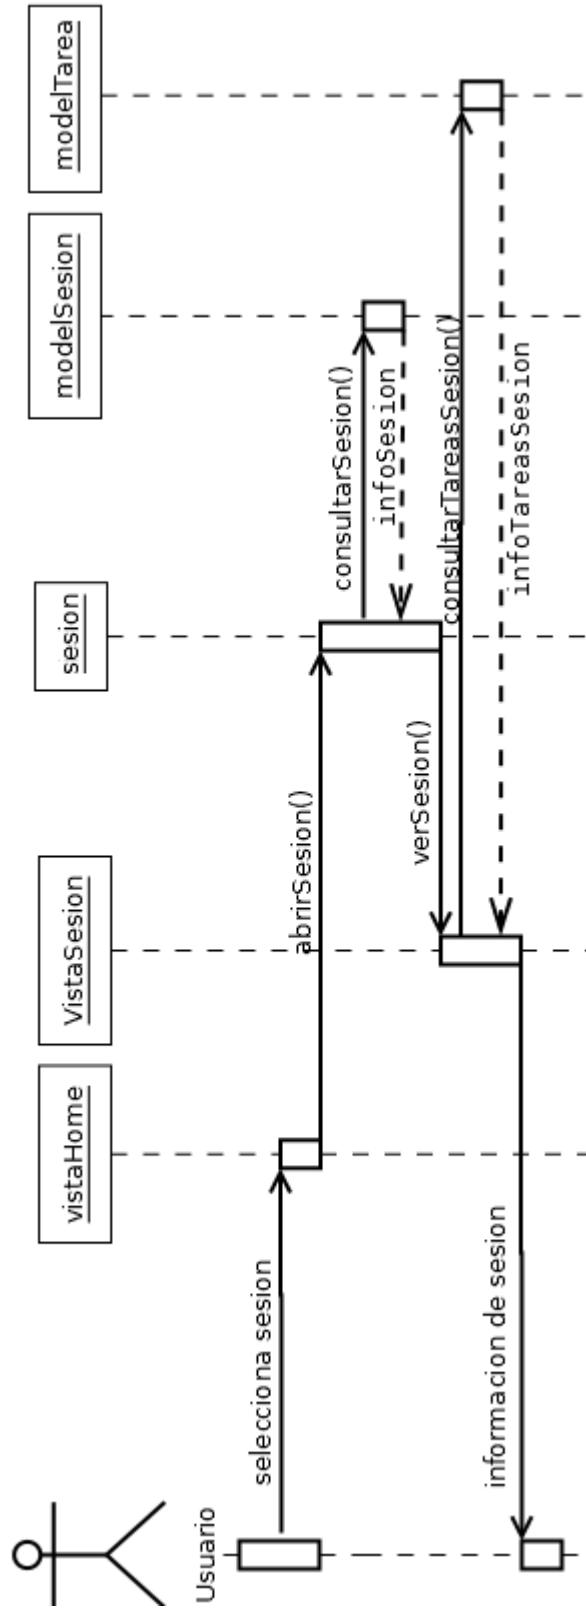 Usuario
vistaHome
VistaSesion
sesion
modelSesion
modelTarea
selecciona sesion
abrirSesion()
consultarSesion()
infoSesion
verSesion()
consultarTareasSesion()
infoTareasSesion
informacion de sesion